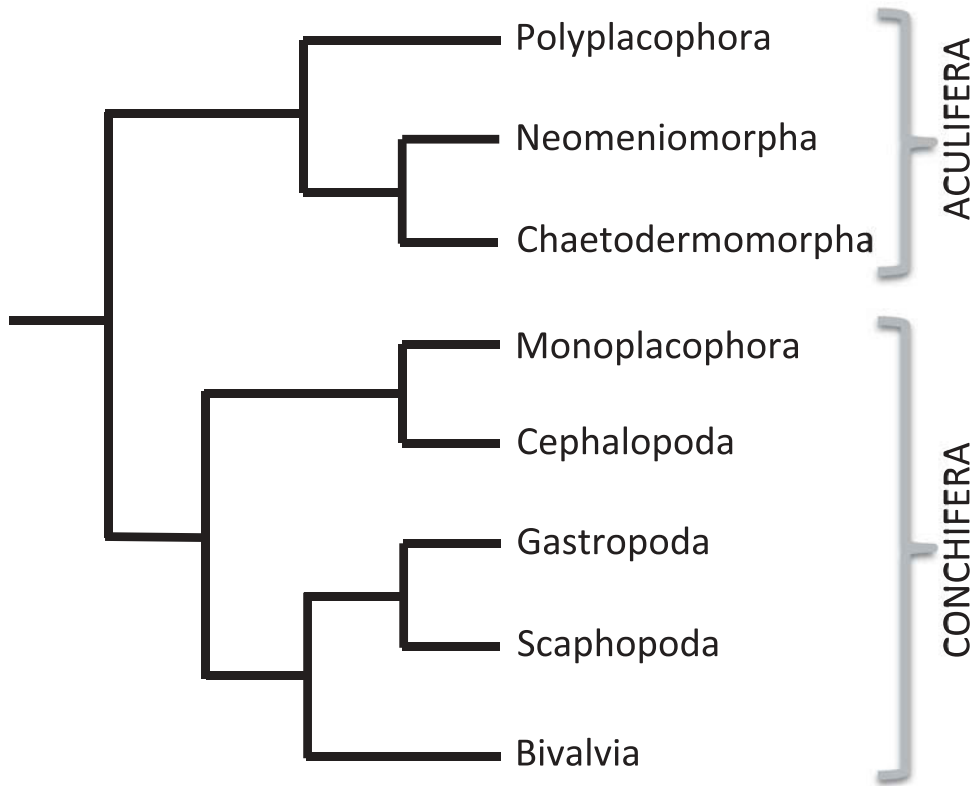 Polyplacophora
Neomeniomorpha
Chaetodermomorpha
ACULIFERA
Monoplacophora
Cephalopoda
Gastropoda
Scaphopoda
Bivalvia
CONCHIFERA